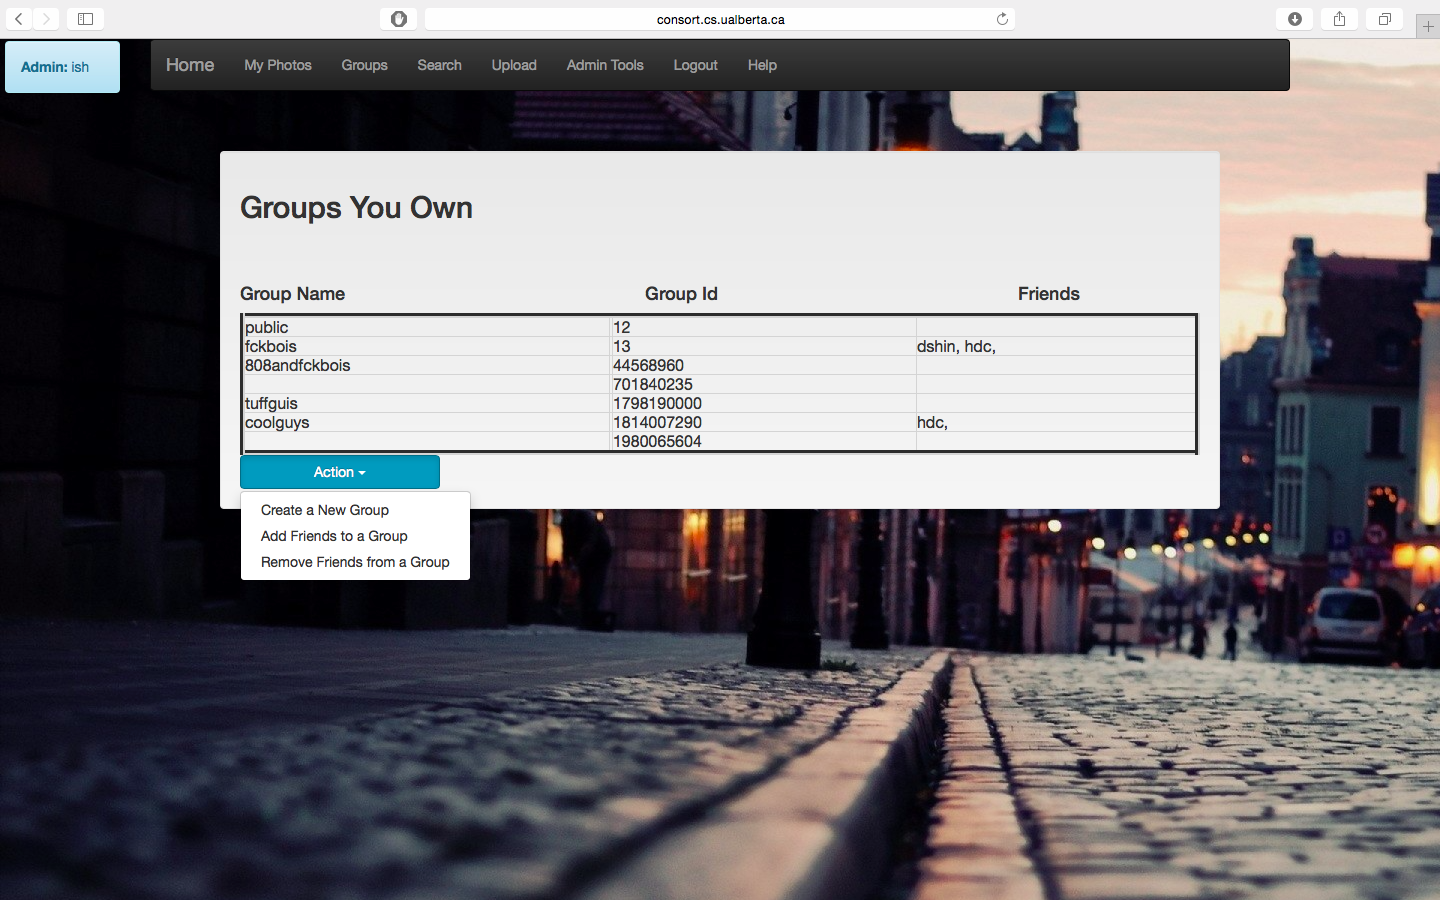 consort.cs.ualberta.ca
Admin: ish
Home My Photos Groups Search Upload Admin Tools Logout Help
Groups You Own
Group Name Group Id Friends
public 12
fckbois 13 dshin, hdc,
808andfckbois 44568960
701840235
tuffguis 1798190000
coolguys 1814007290 hdc,
1980065604
Action
Create a New Group
Add Friends to a Group
Remove Friends from a Group